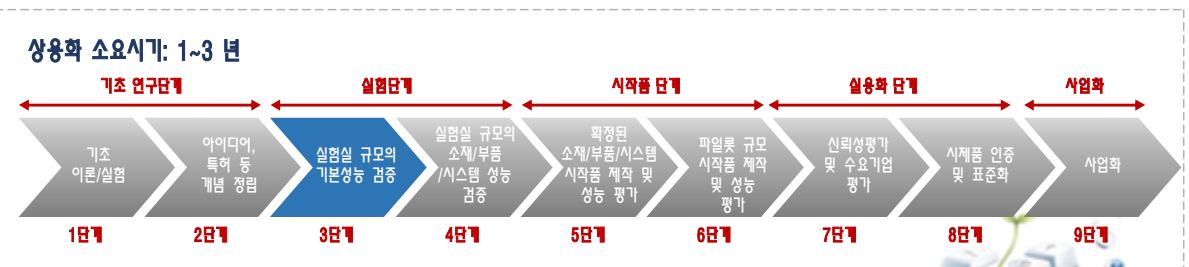 상용화 소요시기: 1~3 년
기초 연구단계
실험단계
시작품 단계
실용화 단계
사업화
기초
이론/실험
아이디어,
특허 등
개념 정립
실험실 규모의
기본성능 검증
실험실 규모의
소재/부품
/시스템 성능
검증
확정된
소재/부품/시스템
시작품 제작 및
성능 평가
파일롯 규모
시작품 제작
및 성능
평가
신뢰성평가
및 수요기업
평가
시제품 인증
및 표준화
사업화
1단계
2단계
3단계
4단계
5단계
6단계
7단계
8단계
9단계